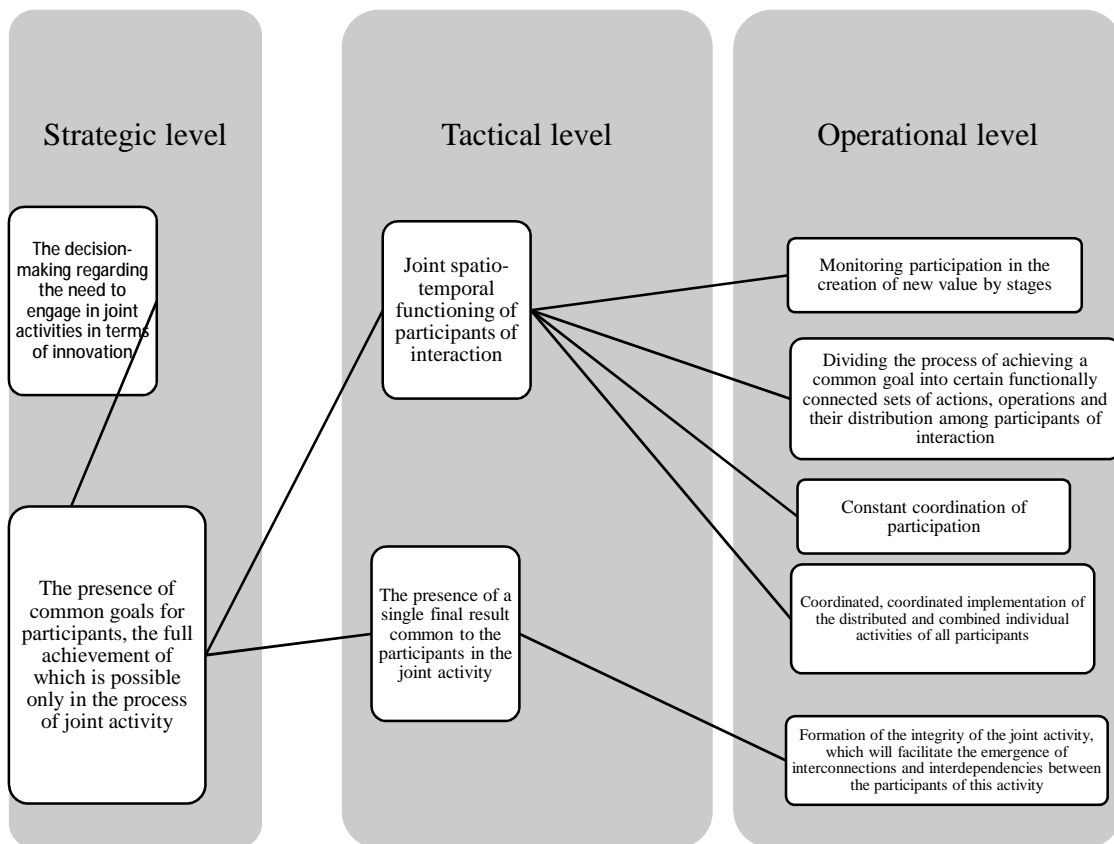 Strategic level
The decision-
making regarding
the need to
engage in joint
activities in terms
of innovation
The presence of
common goals for
participants, the full
achievement of
which is possible
only in the process
of joint activity
Tactical level
Joint spatio-
temporal
functioning of
participants of
interaction
The presence of a
single final result
common to the
participants in the
joint activity
Operational level
Monitoring participation in the
creation of new value by stages
Dividing the process of achieving a
common goal into certain functionally
connected sets of actions, operations and
their distribution among participants of
interaction
Constant coordination of
participation
Coordinated, coordinated implementation of
the distributed and combined individual
activities of all participants
Formation of the integrity of the joint activity,
which will facilitate the emergence of
interconnections and interdependencies between
the participants of this activity